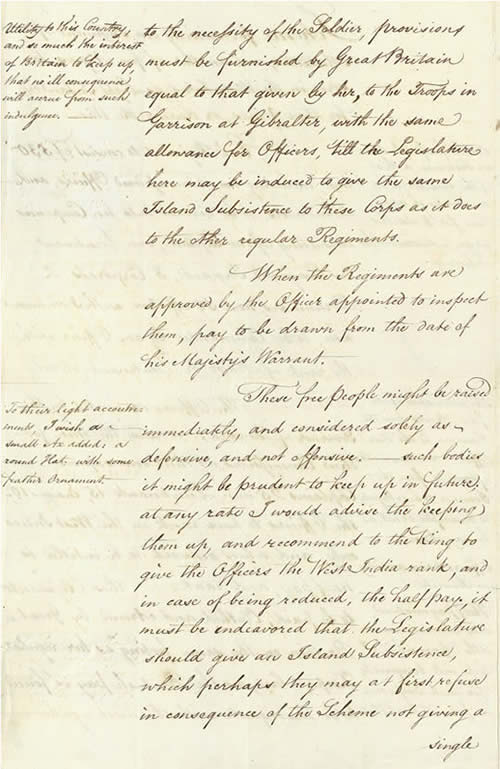 Utility to this Country,
and so much the interest
of Britain to keep up,
that no ill consequence
will accrue from such
indulgence. —
to the necessity of the Soldier, provisions
must be furnished by Great Britain
equal to that given by her, to the Troops in
Garrison at Gibralter, with the same
allowance for Officers, till the Legislature
here may be induced to give the same
Island Subsistence to these Corps as it does
to the other regular Regiments.
When the Regiments are
approved by the Officer appointed to inspect
them, pay to be drawn from the date of
his Majesty's Warrant. —
To their light accoutre-
ments, I wish a
small Ax added; a
round Hat, with some
feather Ornament.
These free People might be raised
immediately, and considered solely as
defensive, and not offensive. — such bodies
it might be prudent to keep up in future;
at any rate I would advise the keeping
them up, and recommend to the King to
give the Officers the West India rank, and
in case of being reduced, the half pay, it
must be endeavored that the Legislature
should give an Island Subsistence,
which perhaps they may at first refuse
in consequence of the Scheme not giving a
single